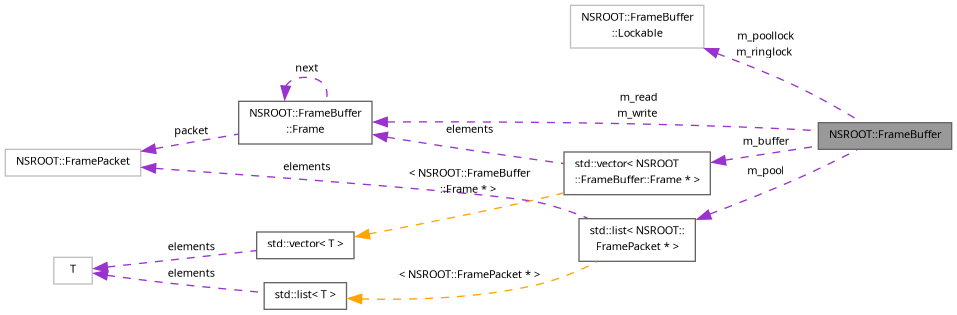 NSROOT::FrameBuffer
::Lockable
m_poollock
m_ringlock
next
NSROOT::FrameBuffer
::Frame
m_read
m_write
packet
elements
NSROOT::FrameBuffer
m_buffer
NSROOT::FramePacket
elements
std::vector< NSROOT
::FrameBuffer::Frame * >
m_pool
< NSROOT::FrameBuffer
::Frame * >
std::list< NSROOT::
FramePacket * >
elements
std::vector< T >
T
elements
< NSROOT::FramePacket * >
std::list< T >